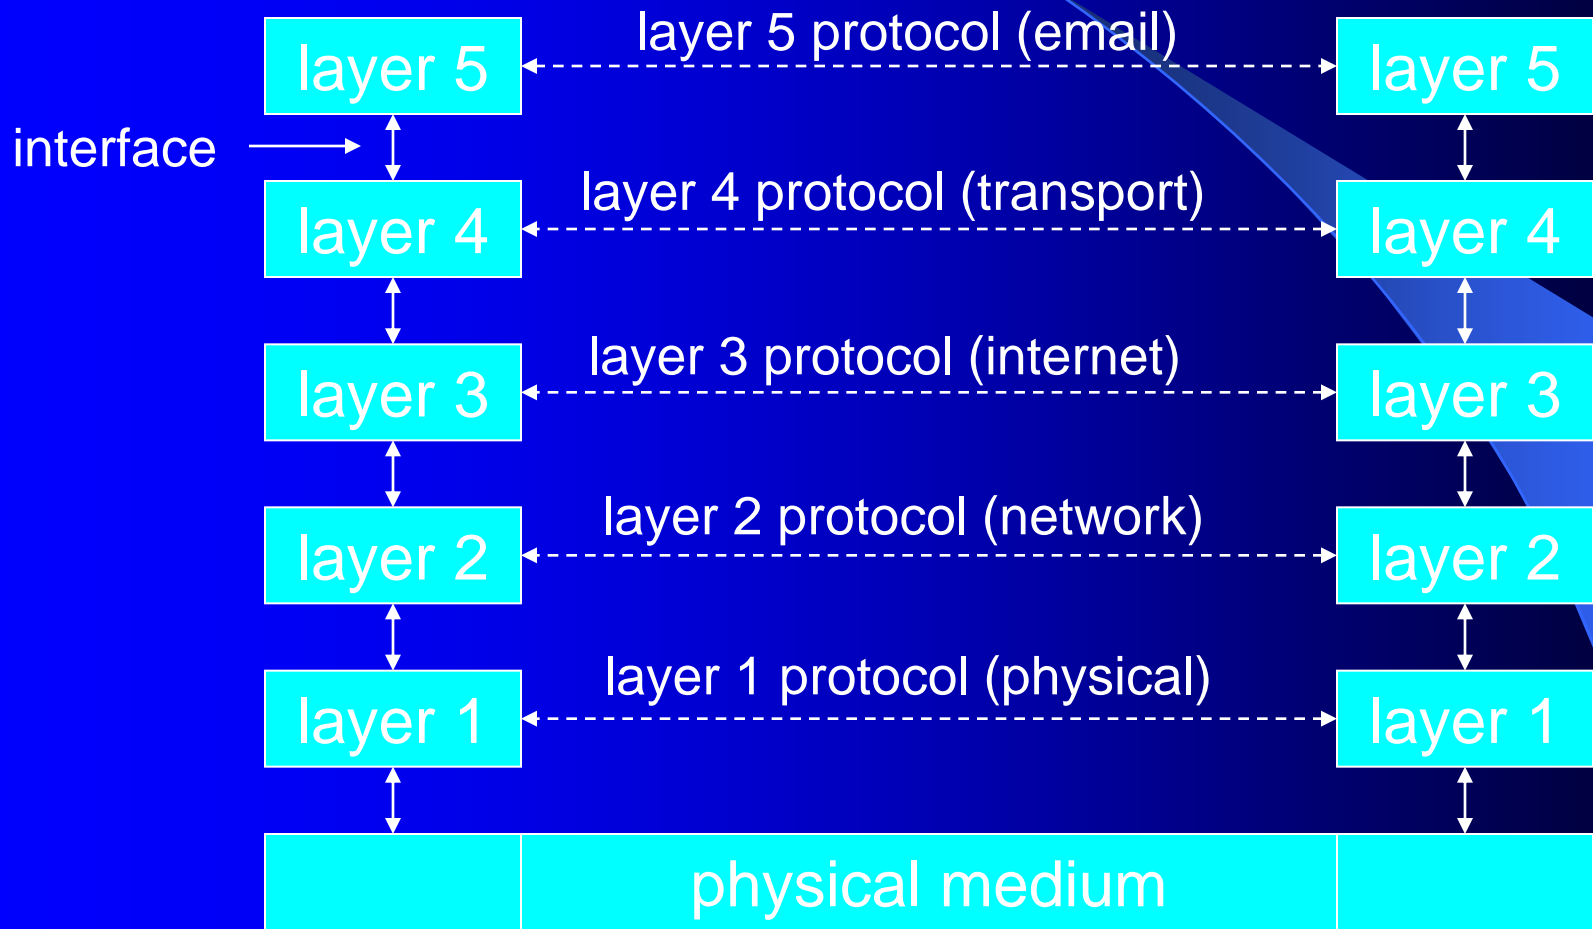 layer 5 protocol (email)
layer 5
layer 5
interface
layer 4 protocol (transport)
layer 4
layer 4
layer 3 protocol (internet)
layer 3
layer 3
layer 2 protocol (network)
layer 2
layer 2
layer 1 protocol (physical)
layer 1
layer 1
physical medium